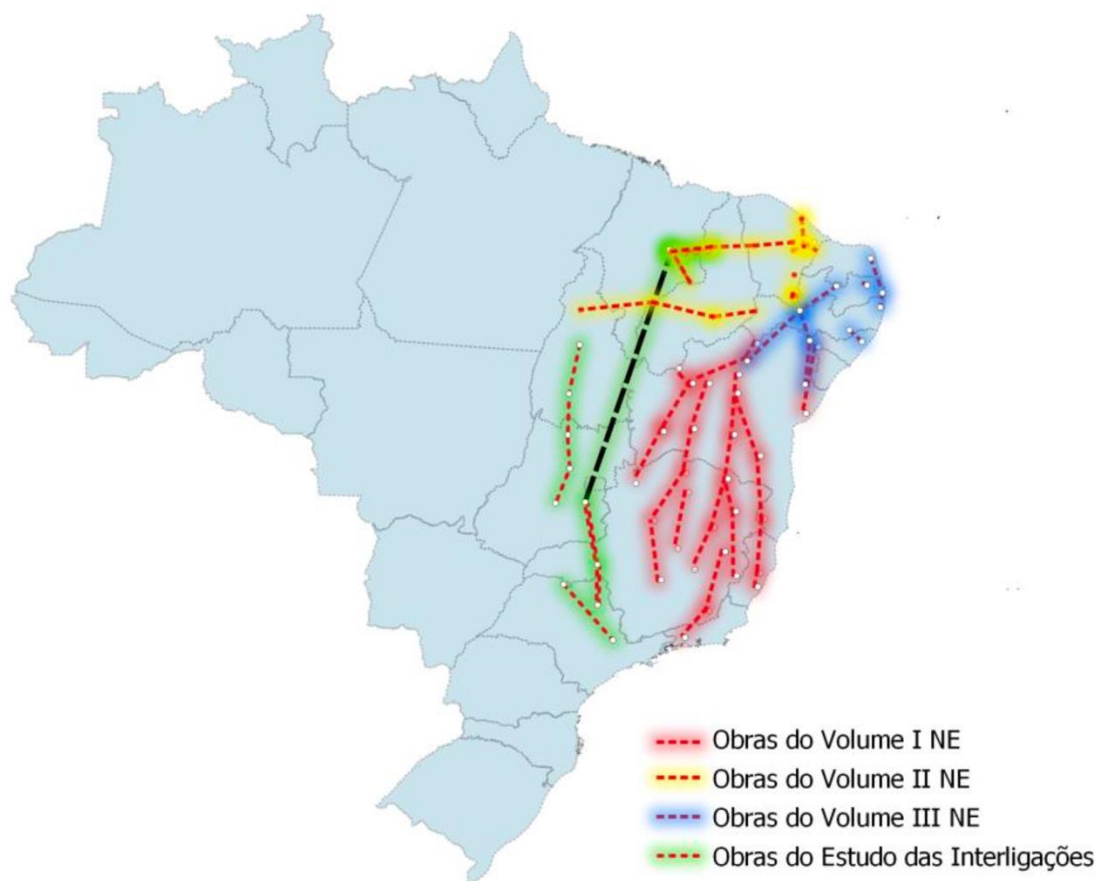 Obras do Volume I NE
Obras do Volume II NE
Obras do Volume III NE
Obras do Estudo das Interligações